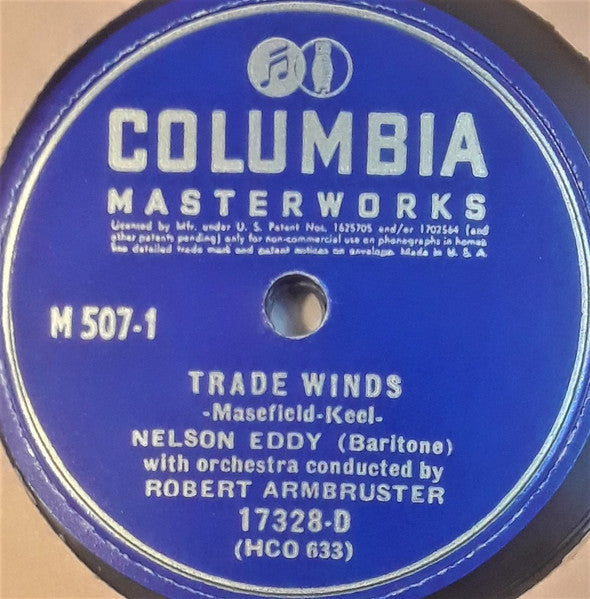 COLUMBIA
MASTERWORKS
Licensed by Mfr. under U. S. Patent Nos. 1625705 and/or 1702564 (and
other patents pending) only for non-commercial use on phonographs in homes
See detailed trade mark and patent notices on envelope. Made in U. S. A.
M 507-1
TRADE WINDS
-Masefield-Keel-
NELSON EDDY (Baritone)
with orchestra conducted by
ROBERT ARMBRUSTER
17328-D
(HCO 633)